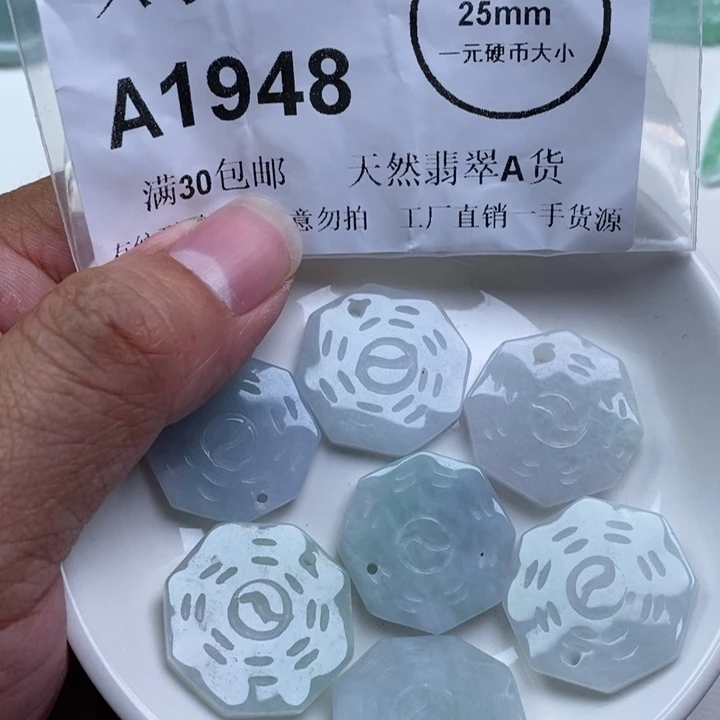 25mm
一元硬币大小
A1948
满30包邮 天然翡翠A货
意勿拍 工厂直销一手货源